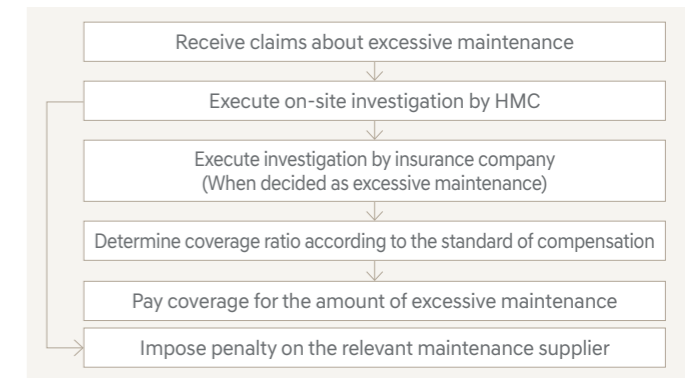 Receive claims about excessive maintenance
Execute on-site investigation by HMC
Execute investigation by insurance company
(When decided as excessive maintenance)
Determine coverage ratio according to the standard of compensation
Pay coverage for the amount of excessive maintenance
Impose penalty on the relevant maintenance supplier